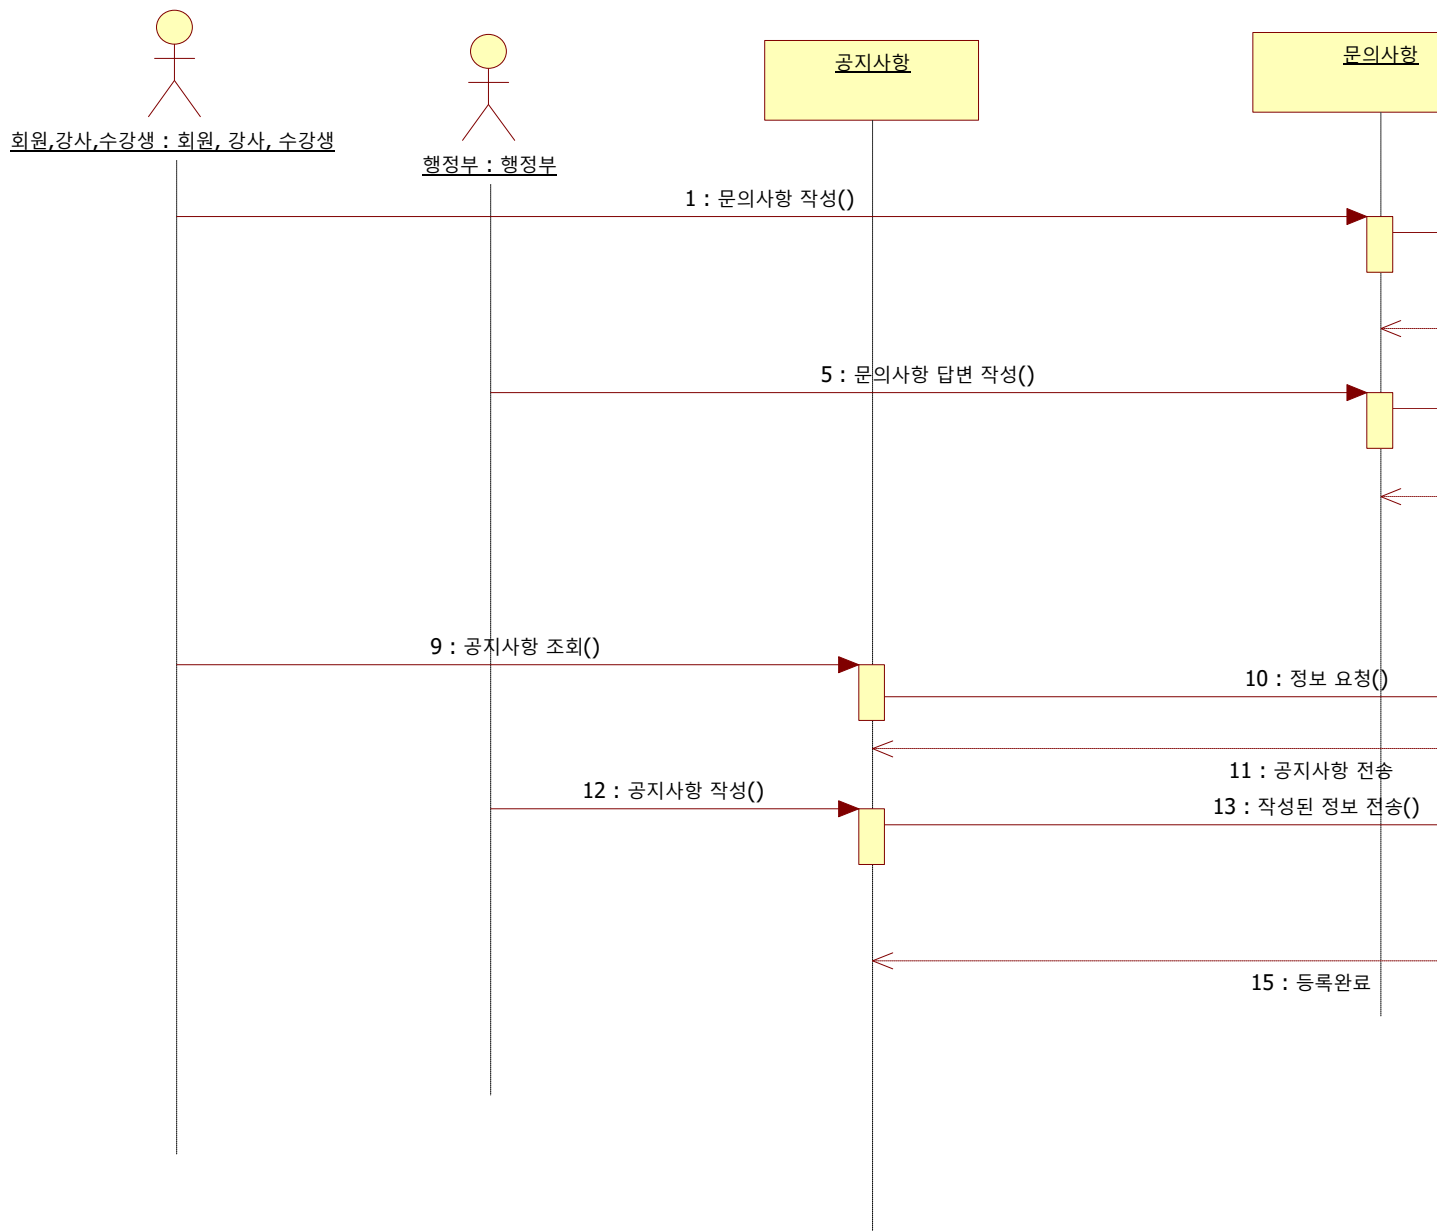 공지사항
문의사항
회원,강사,수강생 : 회원, 강사, 수강생
행정부 : 행정부
1 : 문의사항 작성()
5 : 문의사항 답변 작성()
9 : 공지사항 조회()
10 : 정보 요청()
11 : 공지사항 전송
12 : 공지사항 작성()
13 : 작성된 정보 전송()
15 : 등록완료